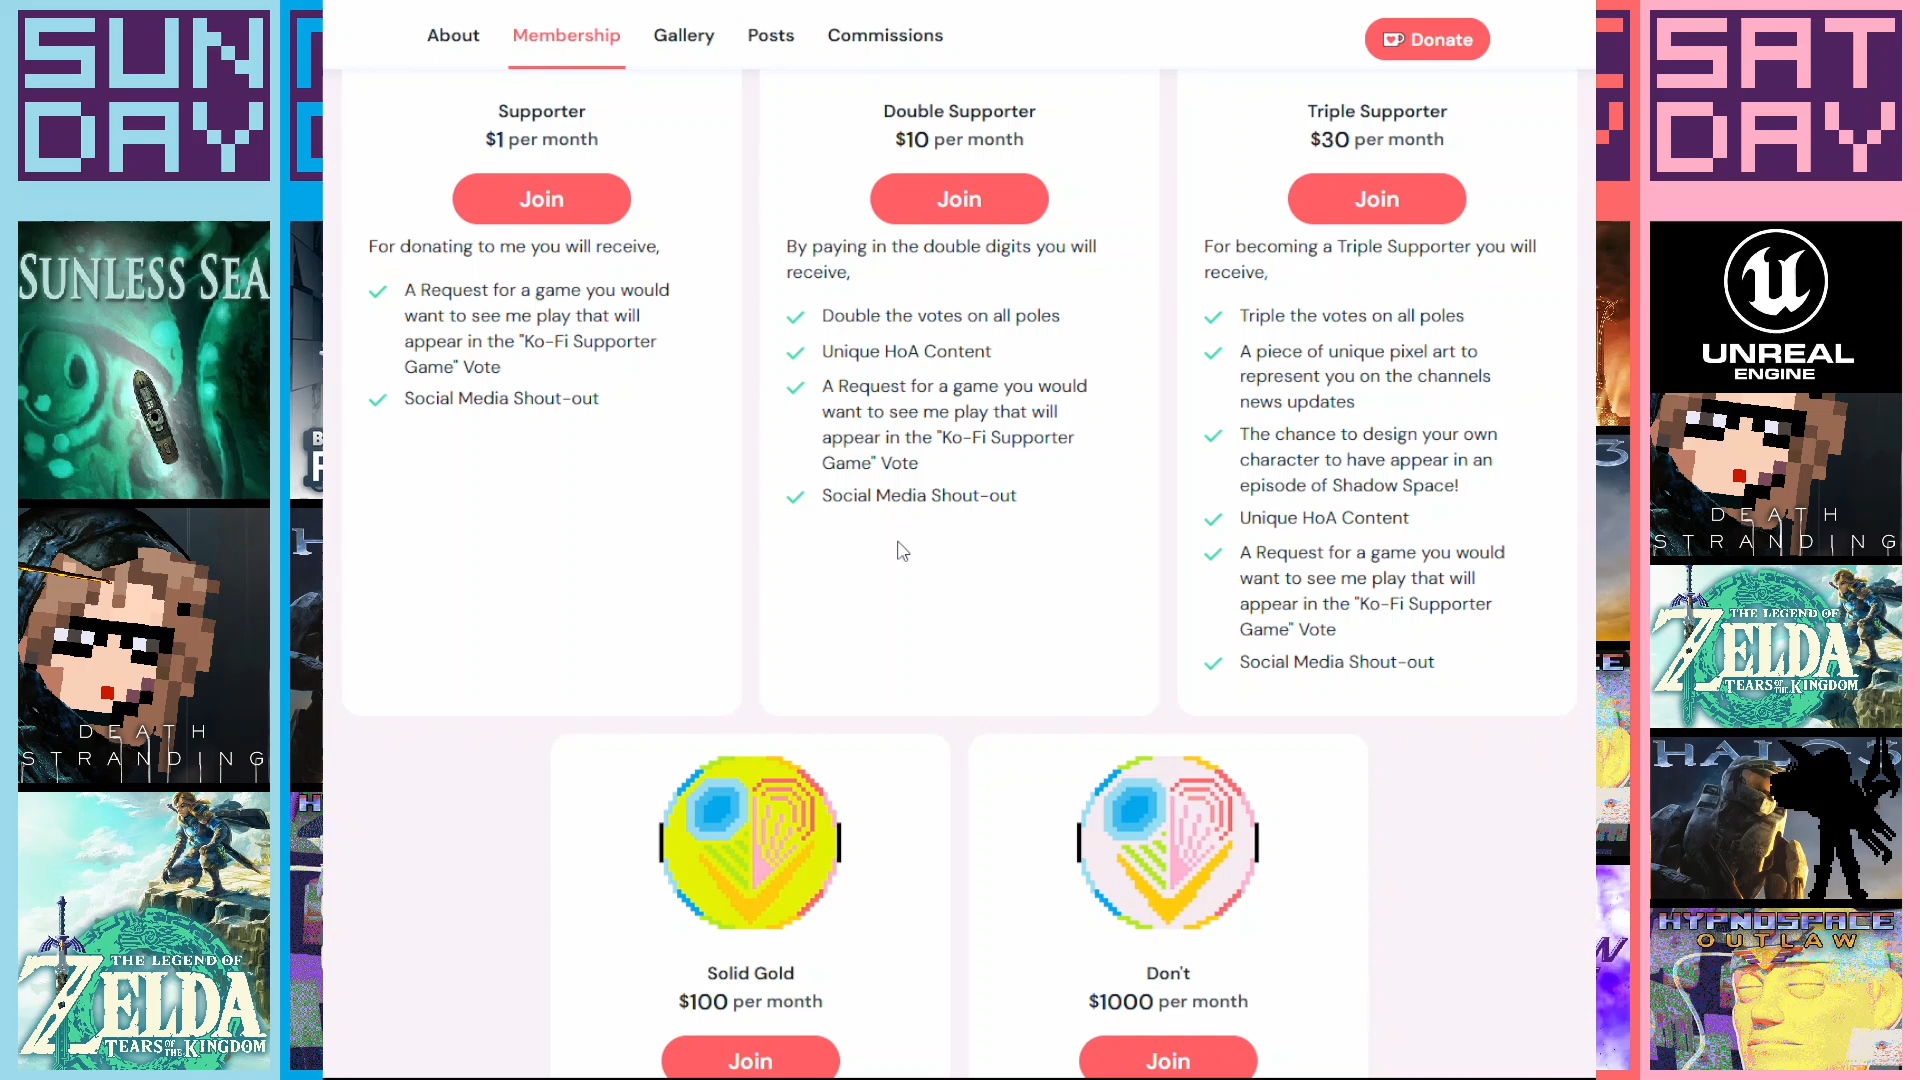 SUN
DAY
SUNLESS SEA
DEATH
STRANDING
THE LEGEND OF
ZELDA
TEARS OF THE KINGDOM
About
Membership
Gallery
Posts
Commissions
Donate
Supporter
$1 per month
Join
For donating to me you will receive,
A Request for a game you would
want to see me play that will
appear in the "Ko-Fi Supporter
Game" Vote
Social Media Shout-out
Double Supporter
$10 per month
Join
By paying in the double digits you will
receive,
Double the votes on all poles
Unique HoA Content
A Request for a game you would
want to see me play that will
appear in the "Ko-Fi Supporter
Game" Vote
Social Media Shout-out
Triple Supporter
$30 per month
Join
For becoming a Triple Supporter you will
receive,
Triple the votes on all poles
A piece of unique pixel art to
represent you on the channels
news updates
The chance to design your own
character to have appear in an
episode of Shadow Space!
Unique HoA Content
A Request for a game you would
want to see me play that will
appear in the "Ko-Fi Supporter
Game" Vote
Social Media Shout-out
Solid Gold
$100 per month
Join
Don't
$1000 per month
Join
SAT
DAY
UNREAL
ENGINE
DEATH
STRANDING
THE LEGEND OF
ZELDA
TEARS OF THE KINGDOM
HALO 3
HYPNOSPACE
OUTLAW